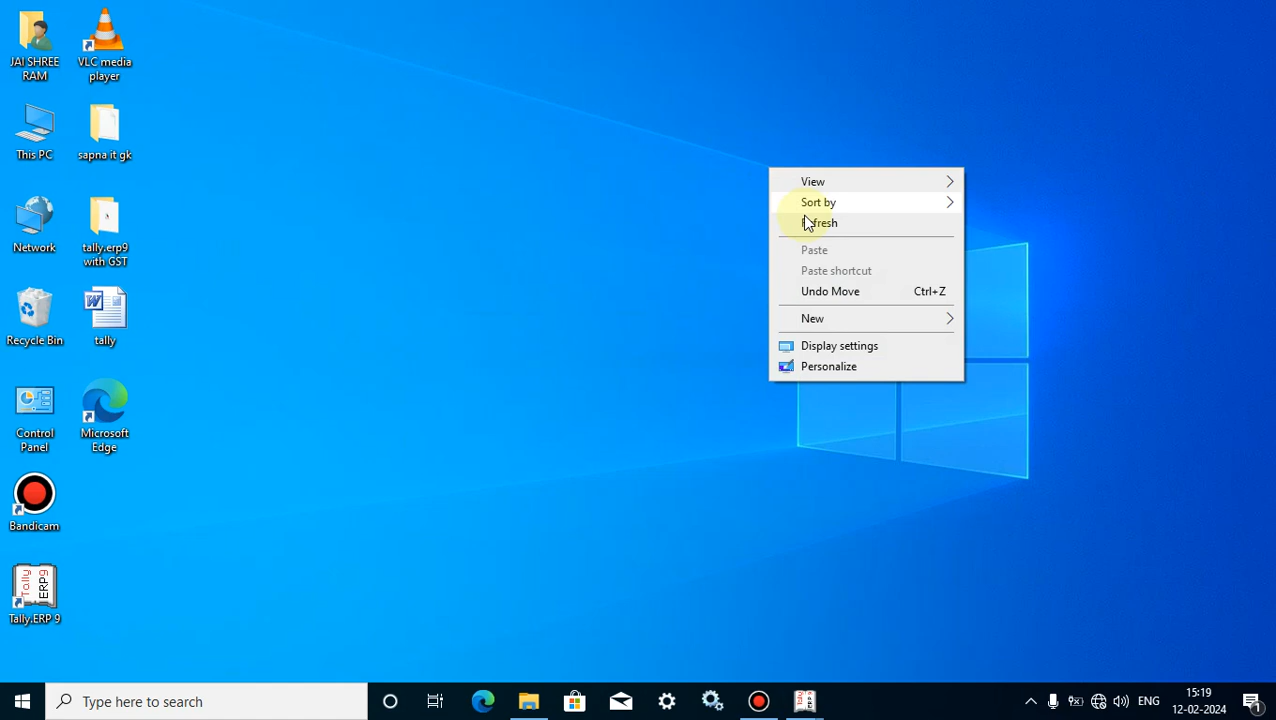 JAI SHREE
RAM
VLC media
player
This PC
sapna it gk
Network
tally.erp9
with GST
Recycle Bin
tally
Control
Panel
Microsoft
Edge
Bandicam
Tally.ERP 9
View
Sort by
Refresh
Paste
Paste shortcut
Undo Move Ctrl+Z
New
Display settings
Personalize
Type here to search
ENG
15:19
12-02-2024
1